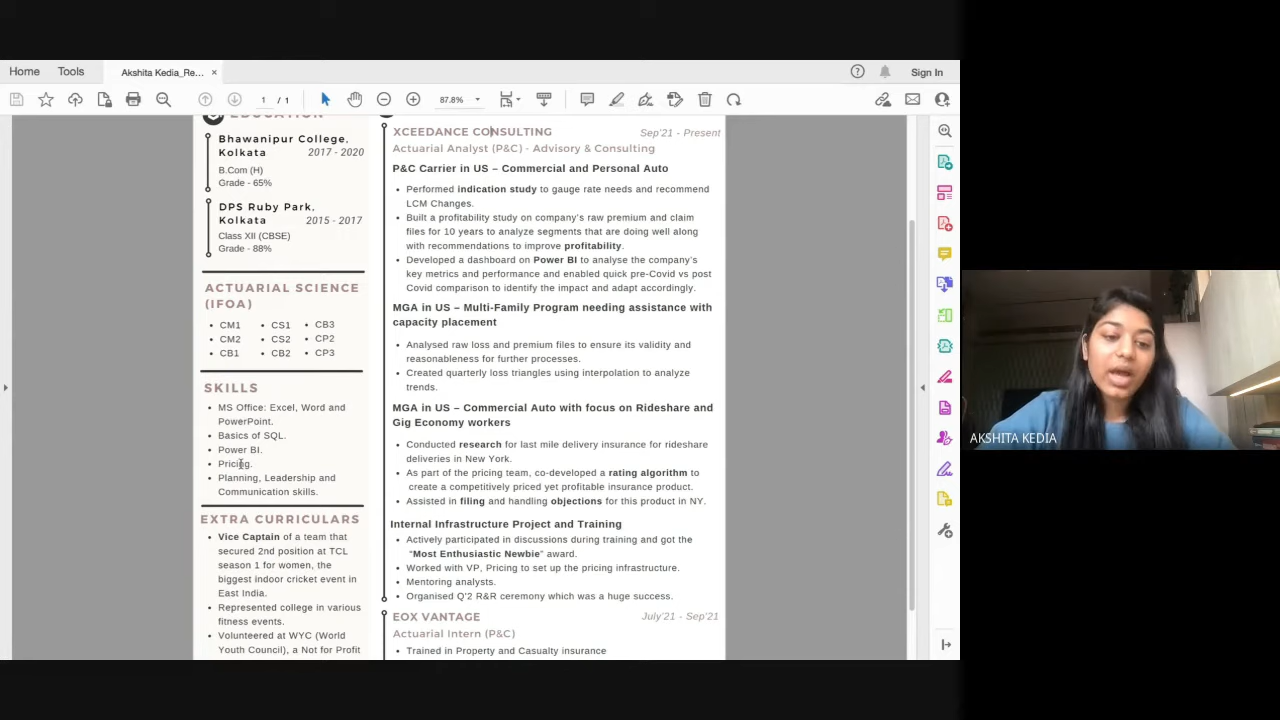 Home
Tools
Akshita Kedia_Re... ×
Sign In
1 / 1
87.8%
EDUCATION
Bhawanipur College,
Kolkata 2017 - 2020
B.Com (H)
Grade - 65%
DPS Ruby Park,
Kolkata 2015 - 2017
Class XII (CBSE)
Grade - 88%
ACTUARIAL SCIENCE
(IFOA)
• CM1 • CS1 • CB3
• CM2 • CS2 • CP2
• CB1 • CB2 • CP3
SKILLS
• MS Office: Excel, Word and
PowerPoint.
• Basics of SQL.
• Power BI.
• Pricing.
• Planning, Leadership and
Communication skills.
EXTRA CURRICULARS
• Vice Captain of a team that
secured 2nd position at TCL
season 1 for women, the
biggest indoor cricket event in
East India.
• Represented college in various
fitness events.
• Volunteered at WYC (World
Youth Council), a Not for Profit
XCEEDANCE CONSULTING Sep'21 - Present
Actuarial Analyst (P&C) - Advisory & Consulting
P&C Carrier in US – Commercial and Personal Auto
• Performed indication study to gauge rate needs and recommend
LCM Changes.
• Built a profitability study on company's raw premium and claim
files for 10 years to analyze segments that are doing well along
with recommendations to improve profitability.
• Developed a dashboard on Power BI to analyse the company's
key metrics and performance and enabled quick pre-Covid vs post
Covid comparison to identify the impact and adapt accordingly.
MGA in US – Multi-Family Program needing assistance with
capacity placement
• Analysed raw loss and premium files to ensure its validity and
reasonableness for further processes.
• Created quarterly loss triangles using interpolation to analyze
trends.
MGA in US – Commercial Auto with focus on Rideshare and
Gig Economy workers
• Conducted research for last mile delivery insurance for rideshare
deliveries in New York.
• As part of the pricing team, co-developed a rating algorithm to
create a competitively priced yet profitable insurance product.
• Assisted in filing and handling objections for this product in NY.
Internal Infrastructure Project and Training
• Actively participated in discussions during training and got the
"Most Enthusiastic Newbie" award.
• Worked with VP, Pricing to set up the pricing infrastructure.
• Mentoring analysts.
• Organised Q'2 R&R ceremony which was a huge success.
EOX VANTAGE July'21 - Sep'21
Actuarial Intern (P&C)
• Trained in Property and Casualty insurance
AKSHITA KEDIA